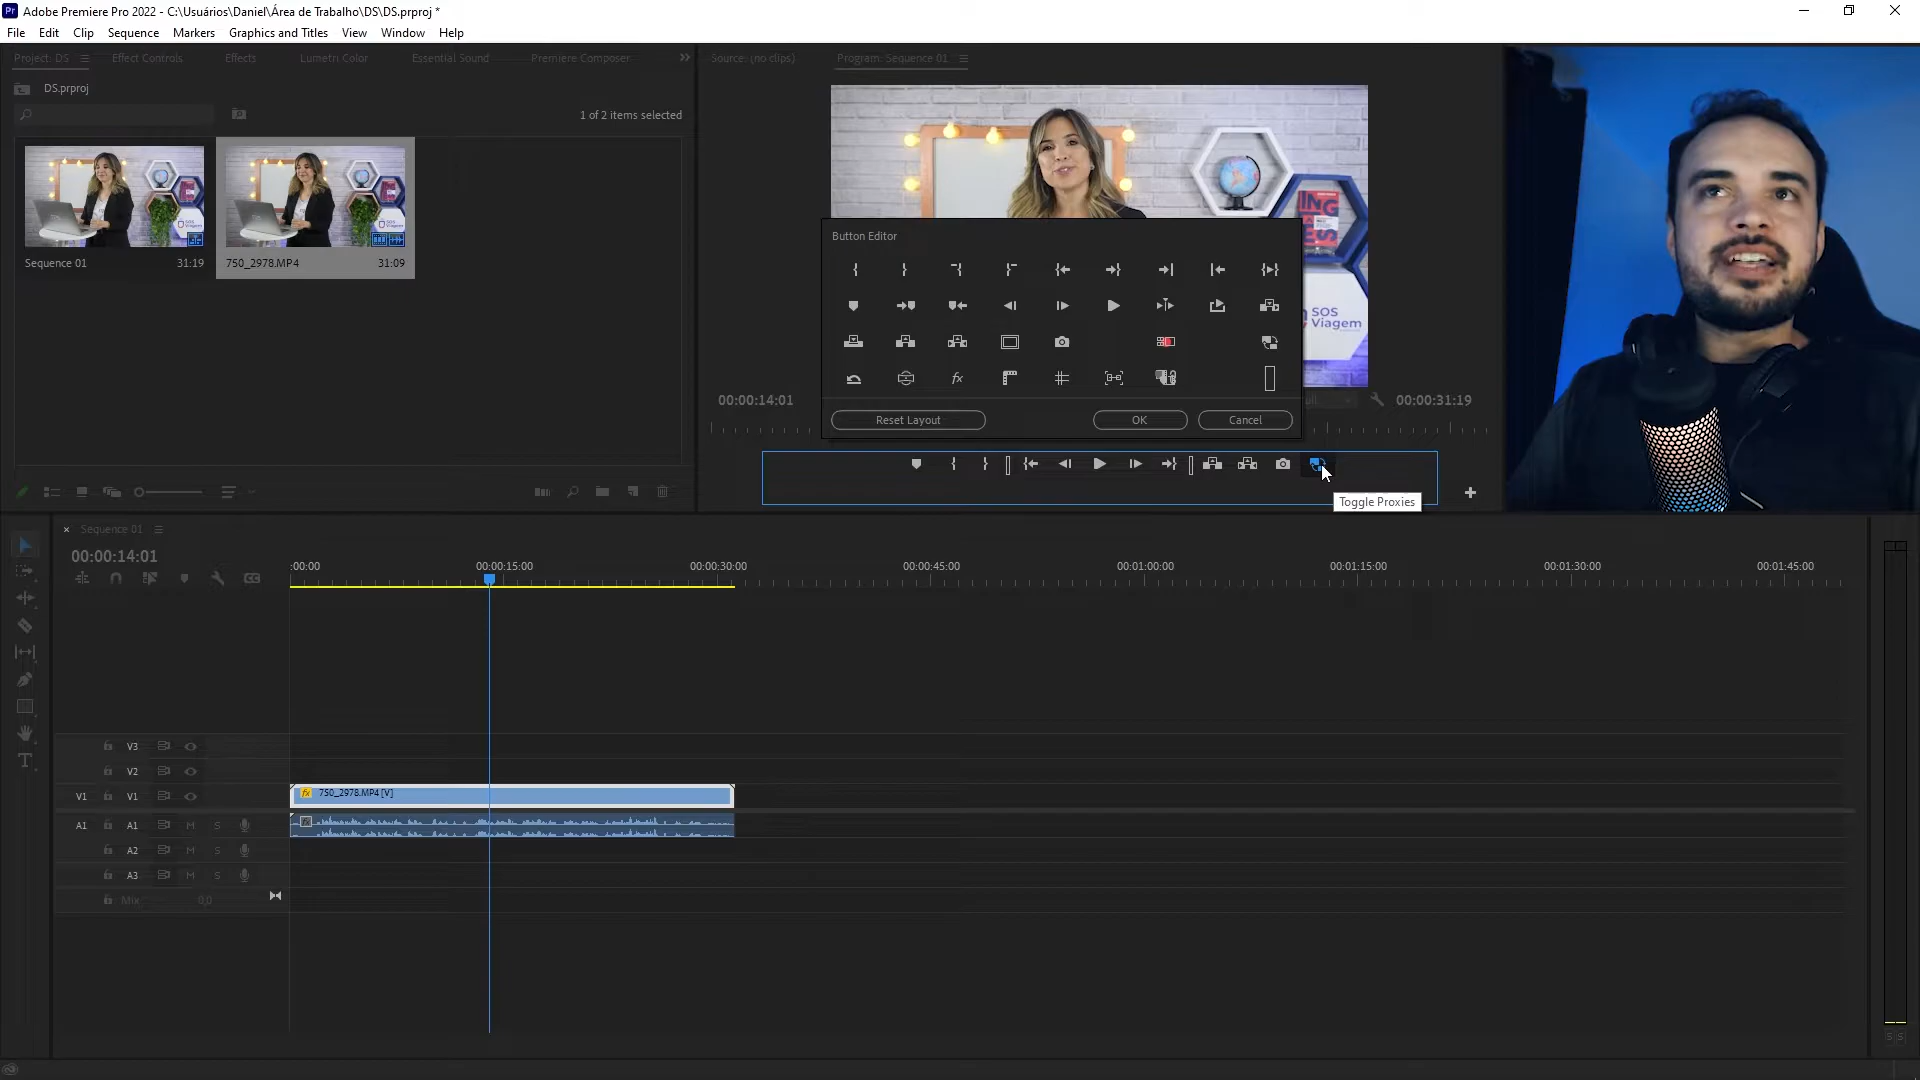 Adobe Premiere Pro 2022 - C:\Usuários\Daniel\Área de Trabalho\DS\DS.prproj *
File Edit Clip Sequence Markers Graphics and Titles View Window Help
Project: DS Effect Controls Effects Lumetri Color Essential Sound Premiere Composer
Source: (no clips) Program: Sequence 01
DS.prproj
1 of 2 items selected
Sequence 01 31:19
750_2978.MP4 31:09
SOS
Viagem
Button Editor
fx
Reset Layout OK Cancel
00:00:14:01 00:00:31:19
Toggle Proxies
Sequence 01
00:00:14:01
:00:00 00:00:15:00 00:00:30:00 00:00:45:00 00:01:00:00 00:01:15:00 00:01:30:00 00:01:45:00
V3
V2
V1 V1
fx 750_2978.MP4 [V]
A1 A1 M S
A2 M S
A3 M S
Mix 0,0
S S